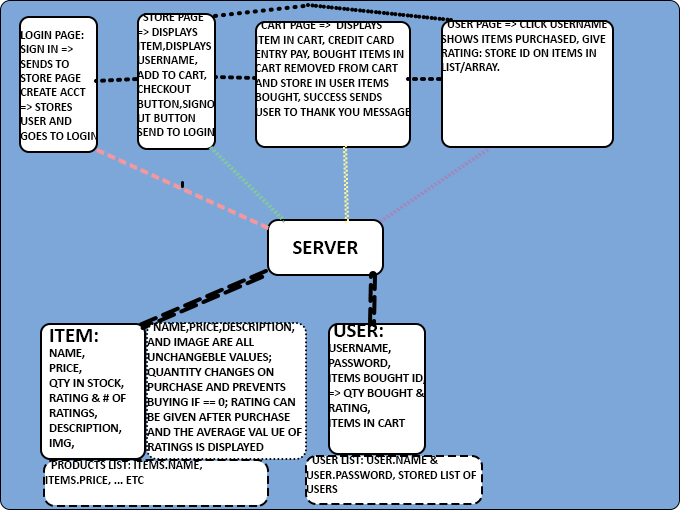 LOGIN PAGE:
SIGN IN =>
SENDS TO
STORE PAGE
CREATE ACCT
=> STORES
USER AND
GOES TO LOGIN
STORE PAGE
=> DISPLAYS
ITEM,DISPLAYS
USERNAME,
ADD TO CART,
CHECKOUT
BUTTON,SIGNO
UT BUTTON
SEND TO LOGIN
CART PAGE => DISPLAYS
ITEM IN CART, CREDIT CARD
ENTRY PAY, BOUGHT ITEMS IN
CART REMOVED FROM CART
AND STORE IN USER ITEMS
BOUGHT, SUCCESS SENDS
USER TO THANK YOU MESSAGE
USER PAGE => CLICK USERNAME
SHOWS ITEMS PURCHASED, GIVE
RATING: STORE ID ON ITEMS IN
LIST/ARRAY.
SERVER
ITEM:
NAME,
PRICE,
QTY IN STOCK,
RATING & # OF
RATINGS,
DESCRIPTION,
IMG,
NAME,PRICE,DESCRIPTION,
AND IMAGE ARE ALL
UNCHANGEBLE VALUES;
QUANTITY CHANGES ON
PURCHASE AND PREVENTS
BUYING IF == 0; RATING CAN
BE GIVEN AFTER PURCHASE
AND THE AVERAGE VAL UE OF
RATINGS IS DISPLAYED
USER:
USERNAME,
PASSWORD,
ITEMS BOUGHT ID,
=> QTY BOUGHT &
RATING,
ITEMS IN CART
PRODUCTS LIST: ITEMS.NAME,
ITEMS.PRICE, ... ETC
USER LIST: USER.NAME &
USER.PASSWORD, STORED LIST OF
USERS